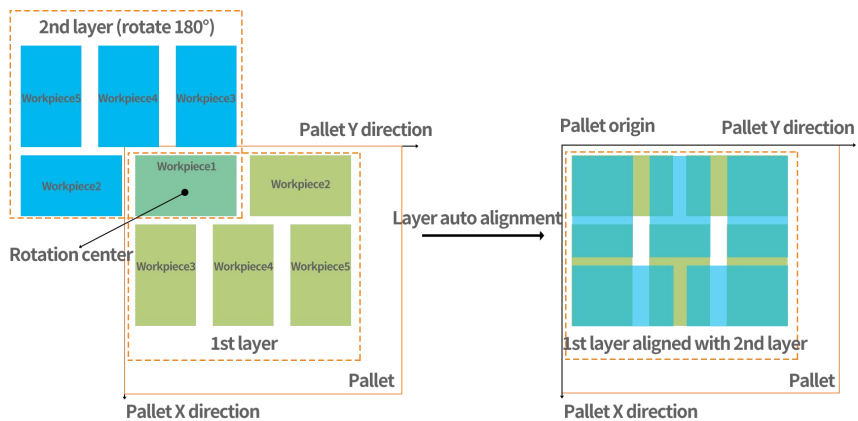 2nd layer (rotate 180°)
Workpiece5
Workpiece4
Workpiece3
Workpiece2
Workpiece1
Pallet Y direction
Workpiece2
Rotation center
Workpiece3
Workpiece4
Workpiece5
1st layer
Pallet
Pallet X direction
Layer auto alignment
Pallet origin
Pallet Y direction
1st layer aligned with 2nd layer
Pallet
Pallet X direction